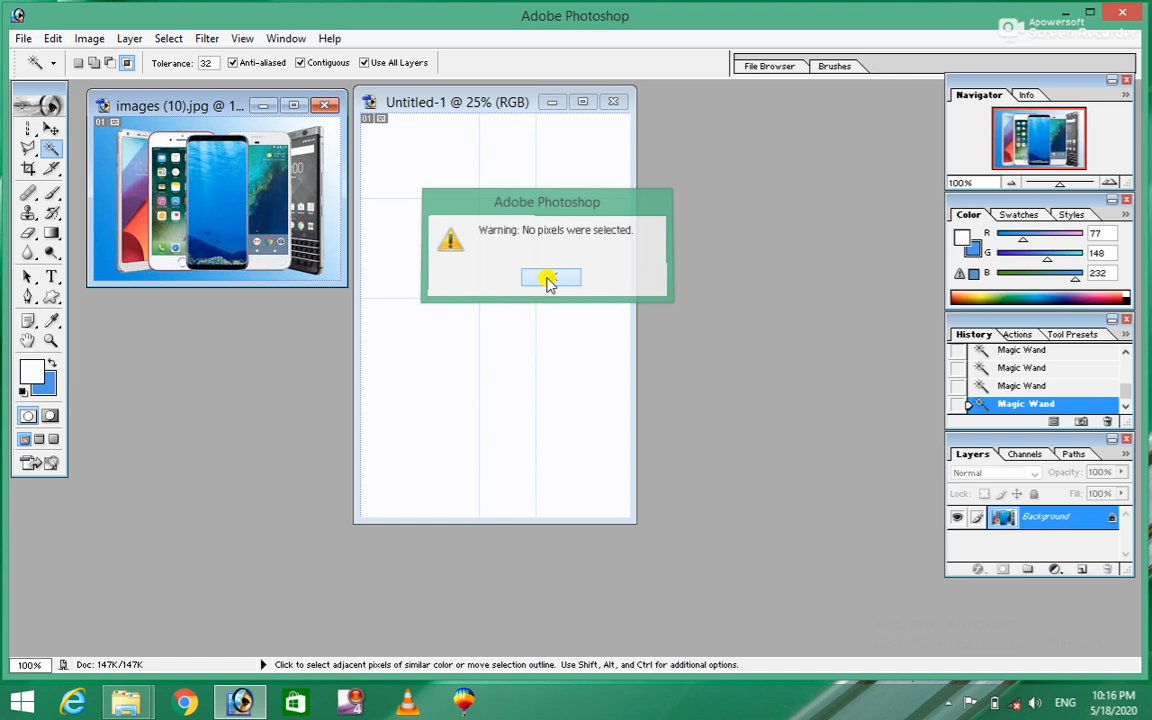 Adobe Photoshop
Apowersoft
Screen Recorder
File Edit Image Layer Select Filter View Window Help
Tolerance: 32 Anti-aliased Contiguous Use All Layers
File Browser Brushes
images (10).jpg @ 1...
01
Untitled-1 @ 25% (RGB)
01
Adobe Photoshop
Warning: No pixels were selected.
Navigator Info
100%
Color Swatches Styles
R 77
G 148
B 232
History Actions Tool Presets
Magic Wand
Magic Wand
Magic Wand
Magic Wand
Layers Channels Paths
Normal Opacity: 100%
Lock: Fill: 100%
Background
100% Doc: 147K/147K Click to select adjacent pixels of similar color or move selection outline. Use Shift, Alt, and Ctrl for additional options.
ENG
10:16 PM
5/18/2020